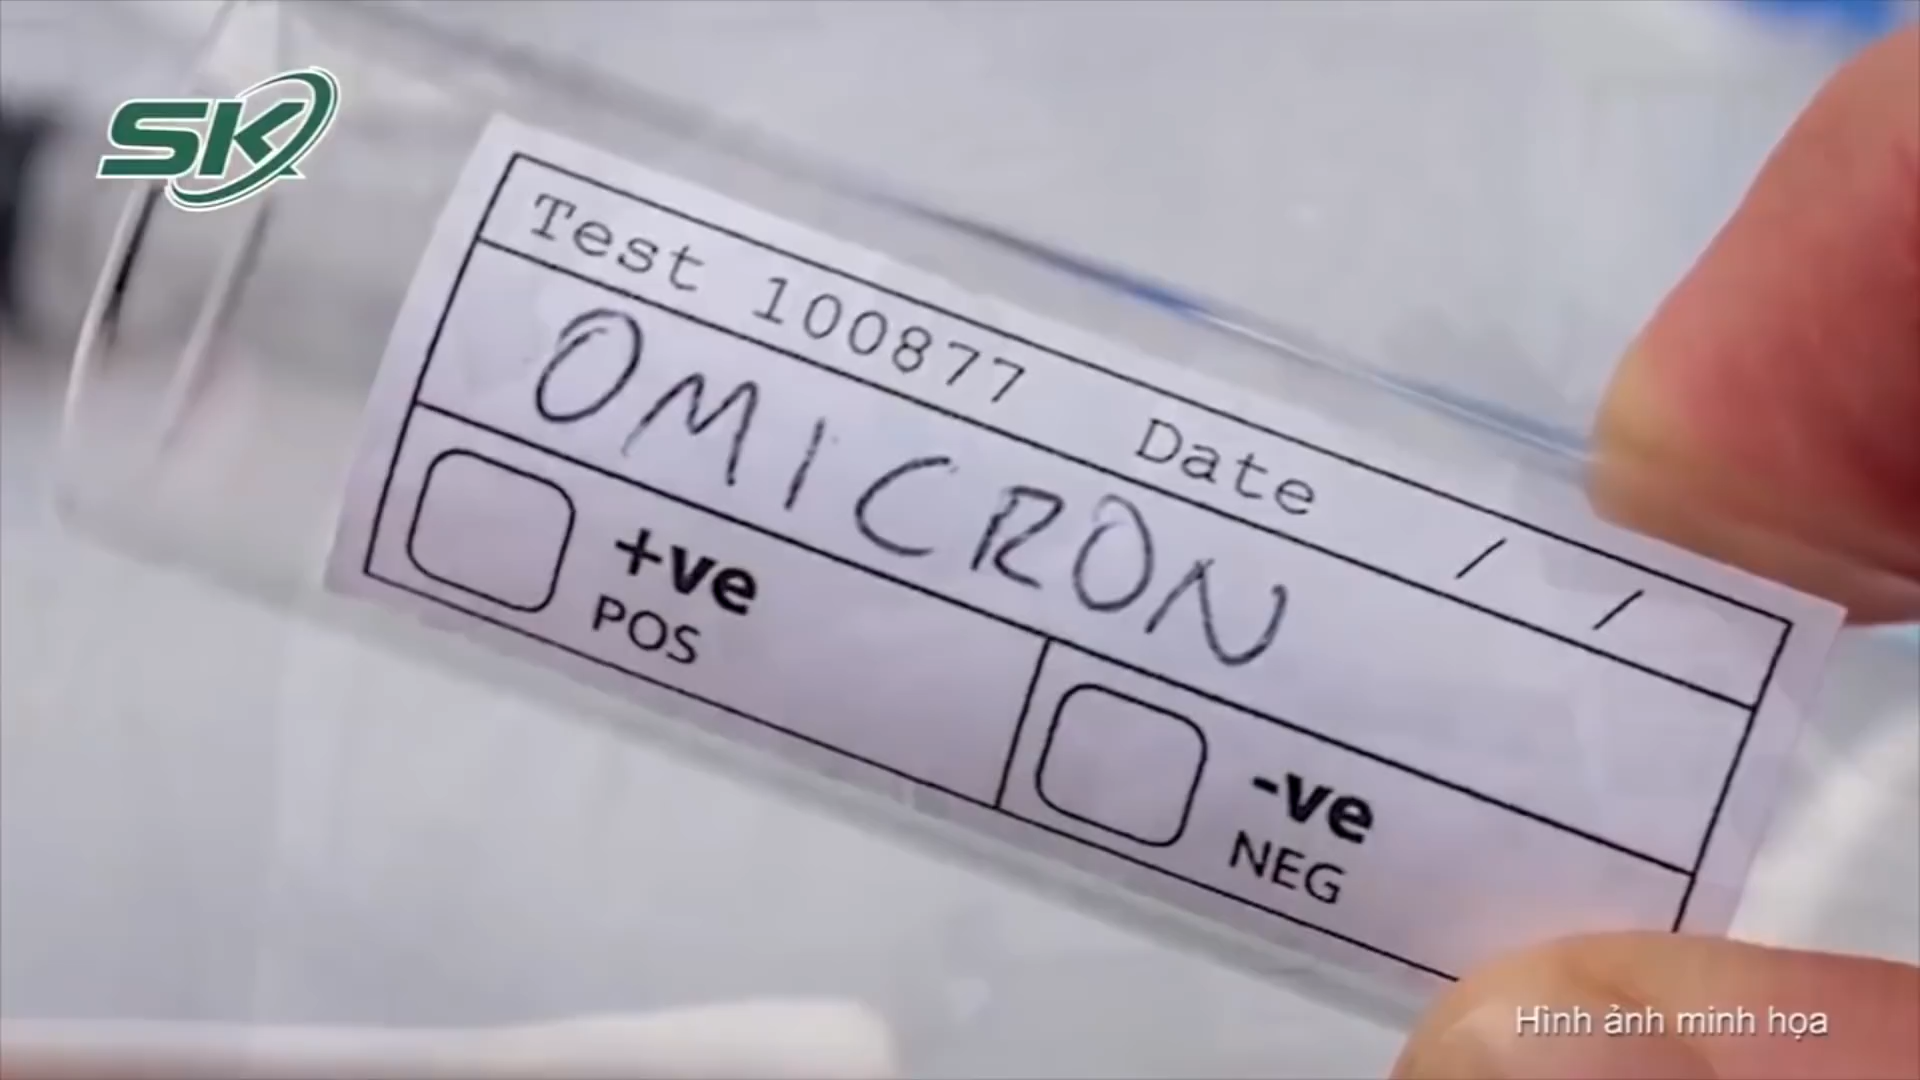 SK
Test 100877 Date / /
OMICRON
+ve
POS
-ve
NEG
Hình ảnh minh họa